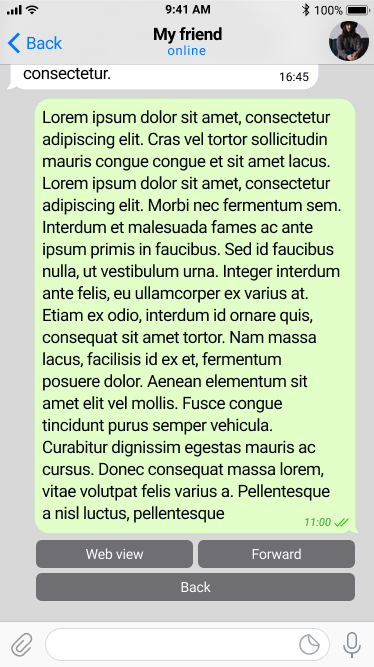 9:41 AM
100%
Back
My friend
online
consectetur.
16:45
Lorem ipsum dolor sit amet, consectetur
adipiscing elit. Cras vel tortor sollicitudin
mauris congue congue et sit amet lacus.
Lorem ipsum dolor sit amet, consectetur
adipiscing elit. Morbi nec fermentum sem.
Interdum et malesuada fames ac ante
ipsum primis in faucibus. Sed id faucibus
nulla, ut vestibulum urna. Integer interdum
ante felis, eu ullamcorper ex varius at.
Etiam ex odio, interdum id ornare quis,
consequat sit amet tortor. Nam massa
lacus, facilisis id ex et, fermentum
posuere dolor. Aenean elementum sit
amet elit vel mollis. Fusce congue
tincidunt purus semper vehicula.
Curabitur dignissim egestas mauris ac
cursus. Donec consequat massa lorem,
vitae volutpat felis varius a. Pellentesque
a nisl luctus, pellentesque
11:00
Web view
Forward
Back